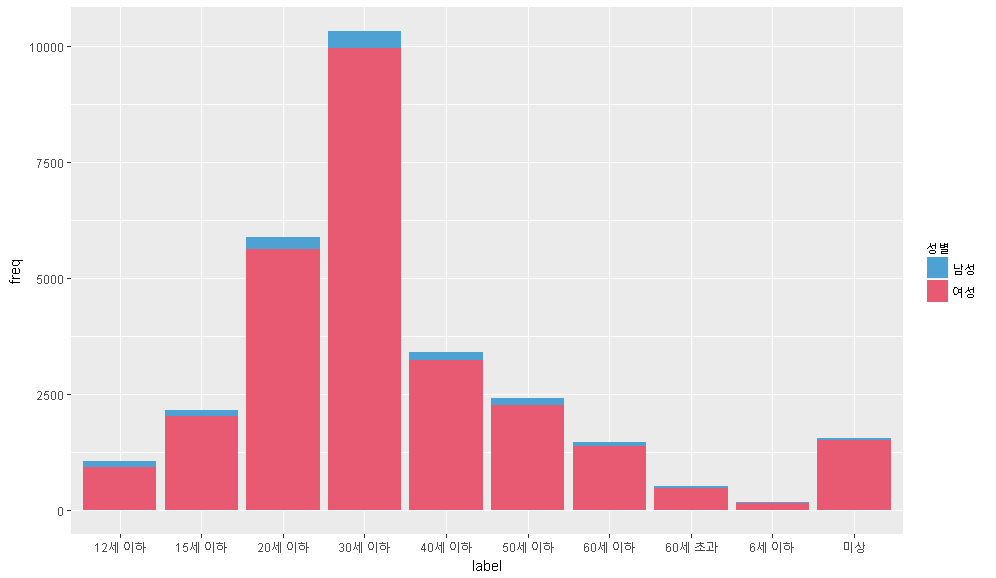 10000
7500
5000
2500
0
freq
12세 이하
15세 이하
20세 이하
30세 이하
40세 이하
50세 이하
60세 이하
60세 초과
6세 이하
미상
label
성별
남성
여성